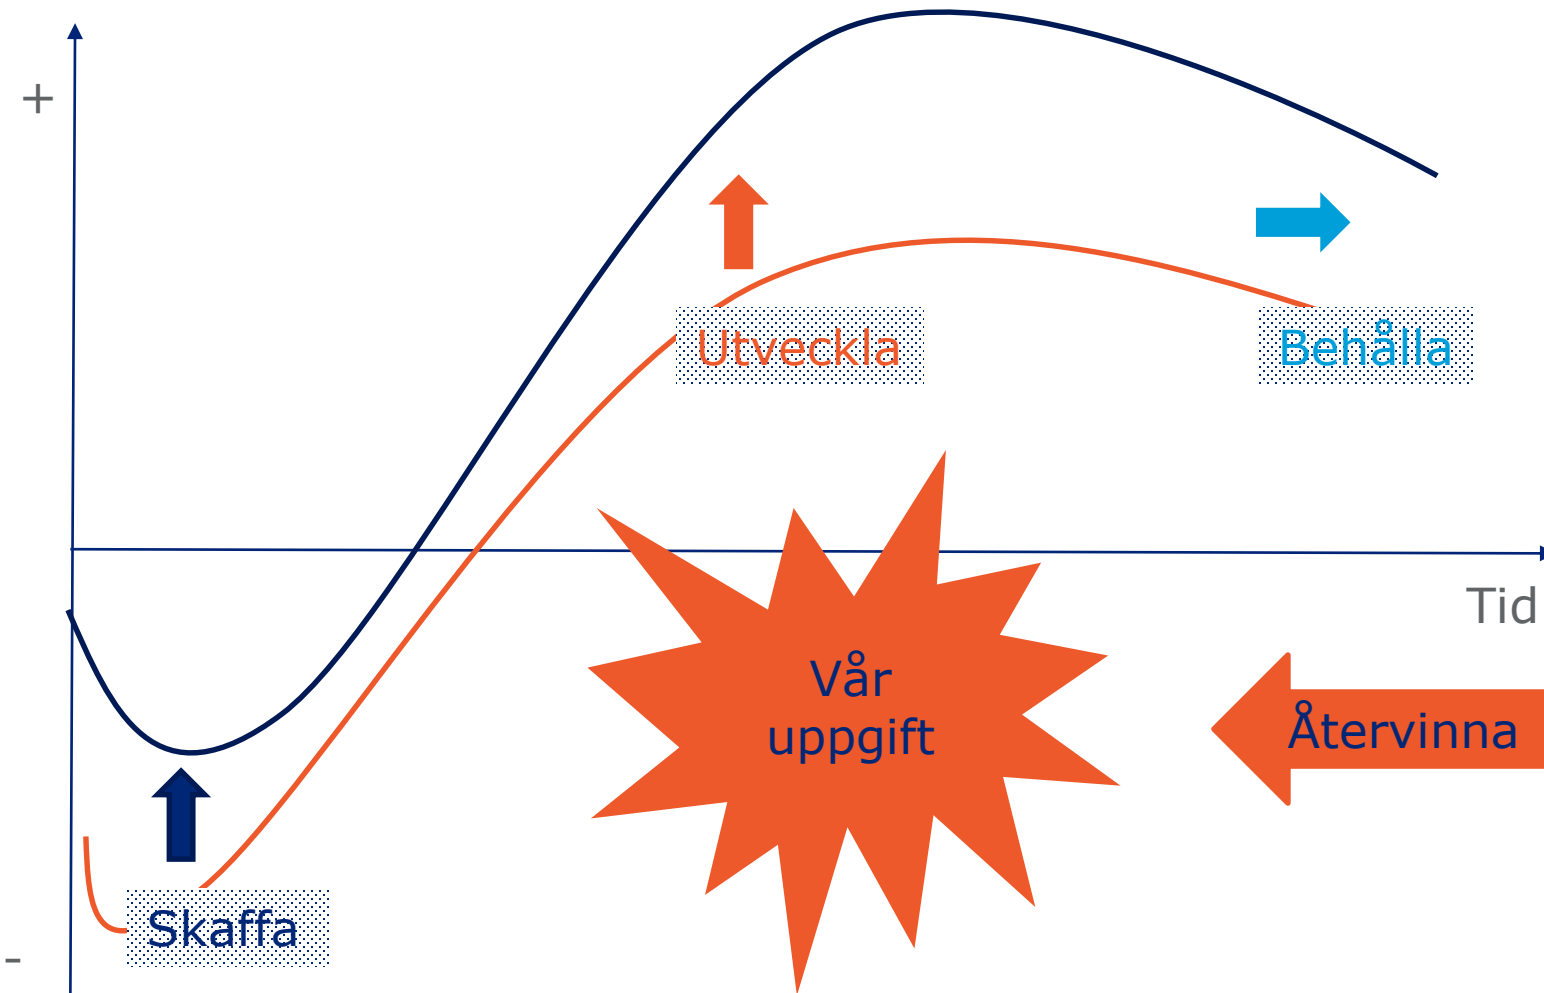 +
Utveckla
Behålla
Tid
Vår
uppgift
Återvinna
Skaffa
-